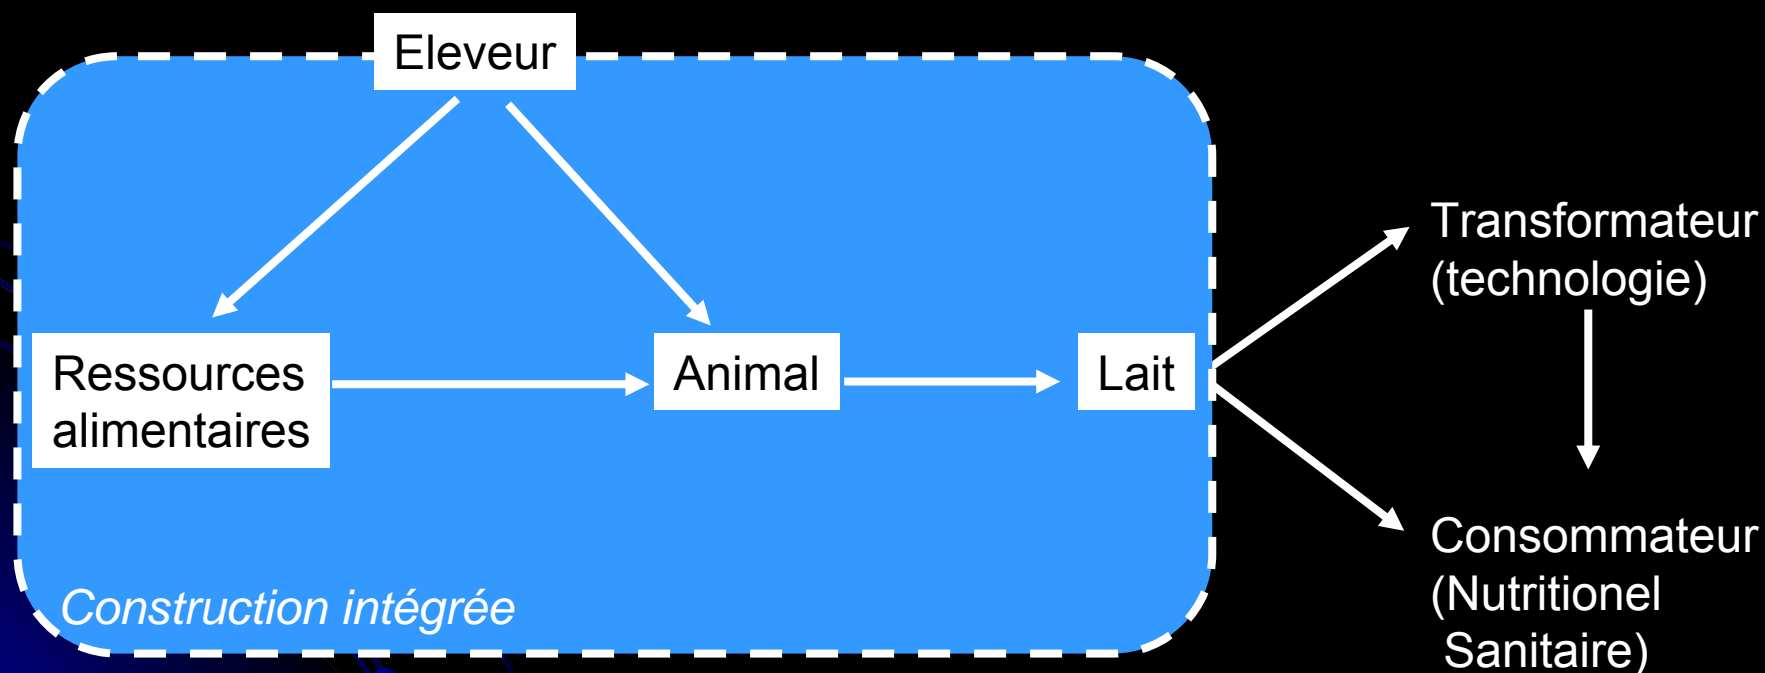 Eleveur
Ressources
alimentaires
Animal
Lait
Construction intégrée
Transformateur
(technologie)
Consommateur
(Nutritionel
Sanitaire)